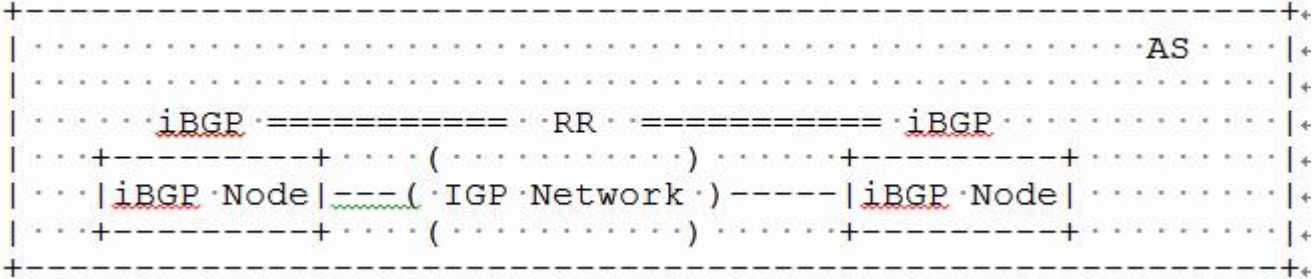 +--------------------------------------------------------------+
| AS |
| |
| iBGP =========== RR =========== iBGP |
| +---------+ ( ) +---------+ |
| |iBGP Node|---( IGP Network )-----|iBGP Node| |
| +---------+ ( ) +---------+ |
+--------------------------------------------------------------+